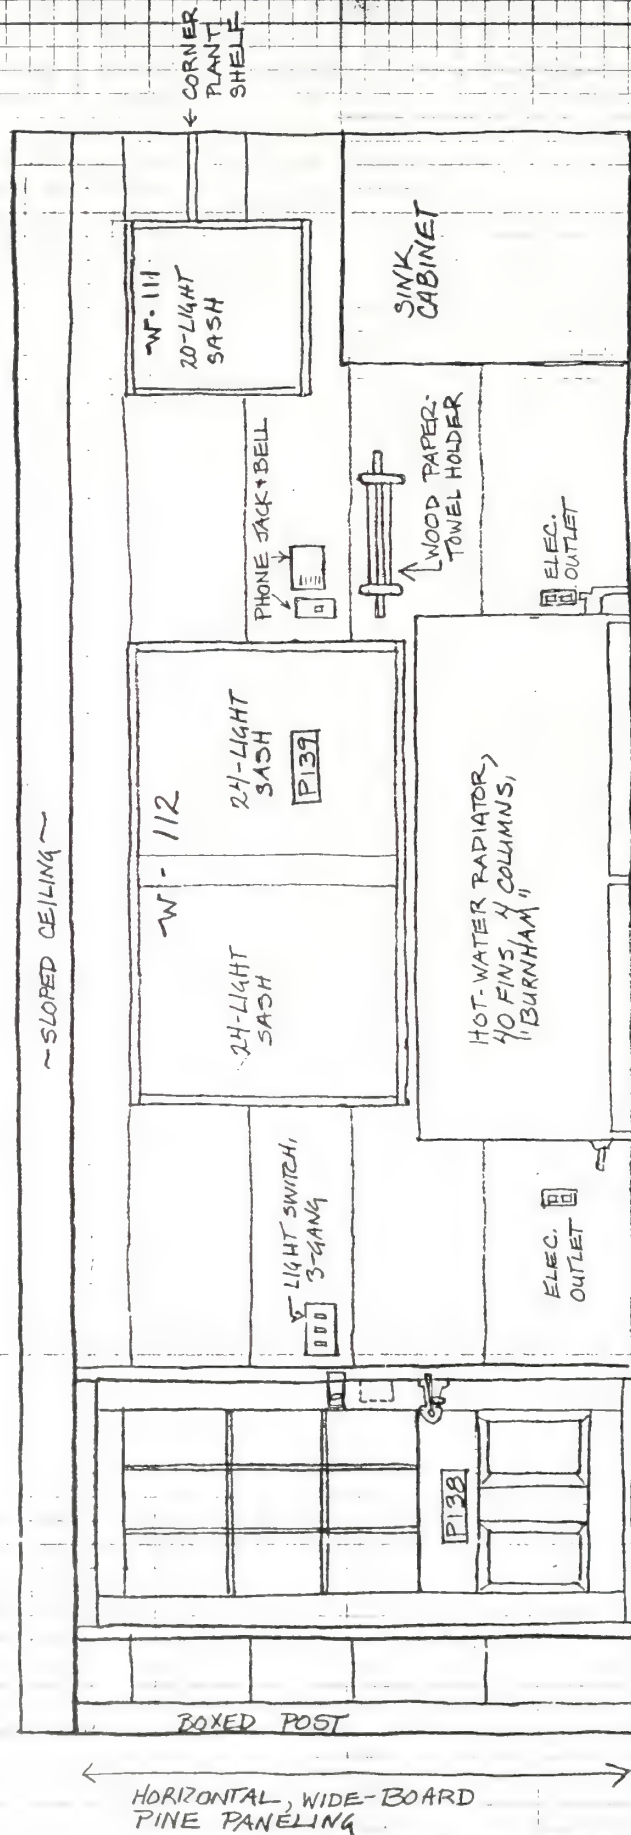 ← CORNER
PLANT
SHELF
~SLOPED CEILING~
W-111
20-LIGHT
SASH
SINK
CABINET
PHONE JACK+BELL
WOOD PAPER-
TOWEL HOLDER
ELEC.
OUTLET
W-112
24-LIGHT
SASH
P139
24-LIGHT
SASH
HOT-WATER RADIATOR,
40 FINS, 4 COLUMNS,
"BURNHAM"
LIGHT SWITCH,
3-GANG
ELEC.
OUTLET
P138
BOXED POST
HORIZONTAL, WIDE-BOARD
PINE PANELING